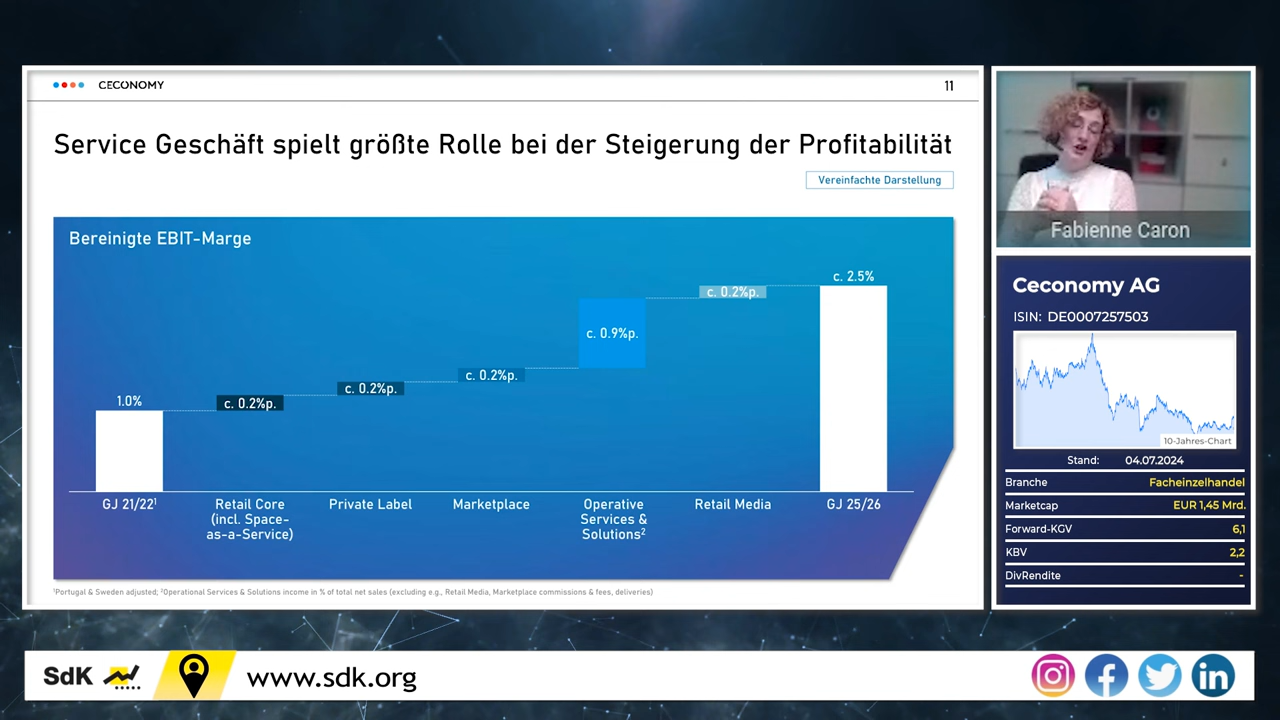 CECONOMY
11
Service Geschäft spielt größte Rolle bei der Steigerung der Profitabilität
Vereinfachte Darstellung
Bereinigte EBIT-Marge
1.0%
c. 0.2%p.
c. 0.2%p.
c. 0.2%p.
c. 0.9%p.
c. 0.2%p.
c. 2.5%
GJ 21/22¹
Retail Core
(incl. Space-
as-a-Service)
Private Label
Marketplace
Operative
Services &
Solutions²
Retail Media
GJ 25/26
¹Portugal & Sweden adjusted; ²Operational Services & Solutions income in % of total net sales (excluding e.g., Retail Media, Marketplace commissions & fees, deliveries)
Fabienne Caron
Ceconomy AG
ISIN: DE0007257503
10-Jahres-Chart
Stand: 04.07.2024
Branche Facheinzelhandel
Marketcap EUR 1,45 Mrd.
Forward-KGV 6,1
KBV 2,2
DivRendite -
SdK
www.sdk.org
in